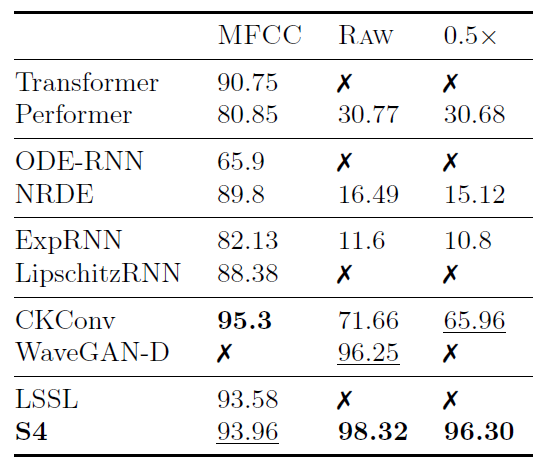 MFCC RAW 0.5×
Transformer 90.75 ✗ ✗
Performer 80.85 30.77 30.68
ODE-RNN 65.9 ✗ ✗
NRDE 89.8 16.49 15.12
ExpRNN 82.13 11.6 10.8
LipschitzRNN 88.38 ✗ ✗
CKConv 95.3 71.66 65.96
WaveGAN-D ✗ 96.25 ✗
LSSL 93.58 ✗ ✗
S4 93.96 98.32 96.30